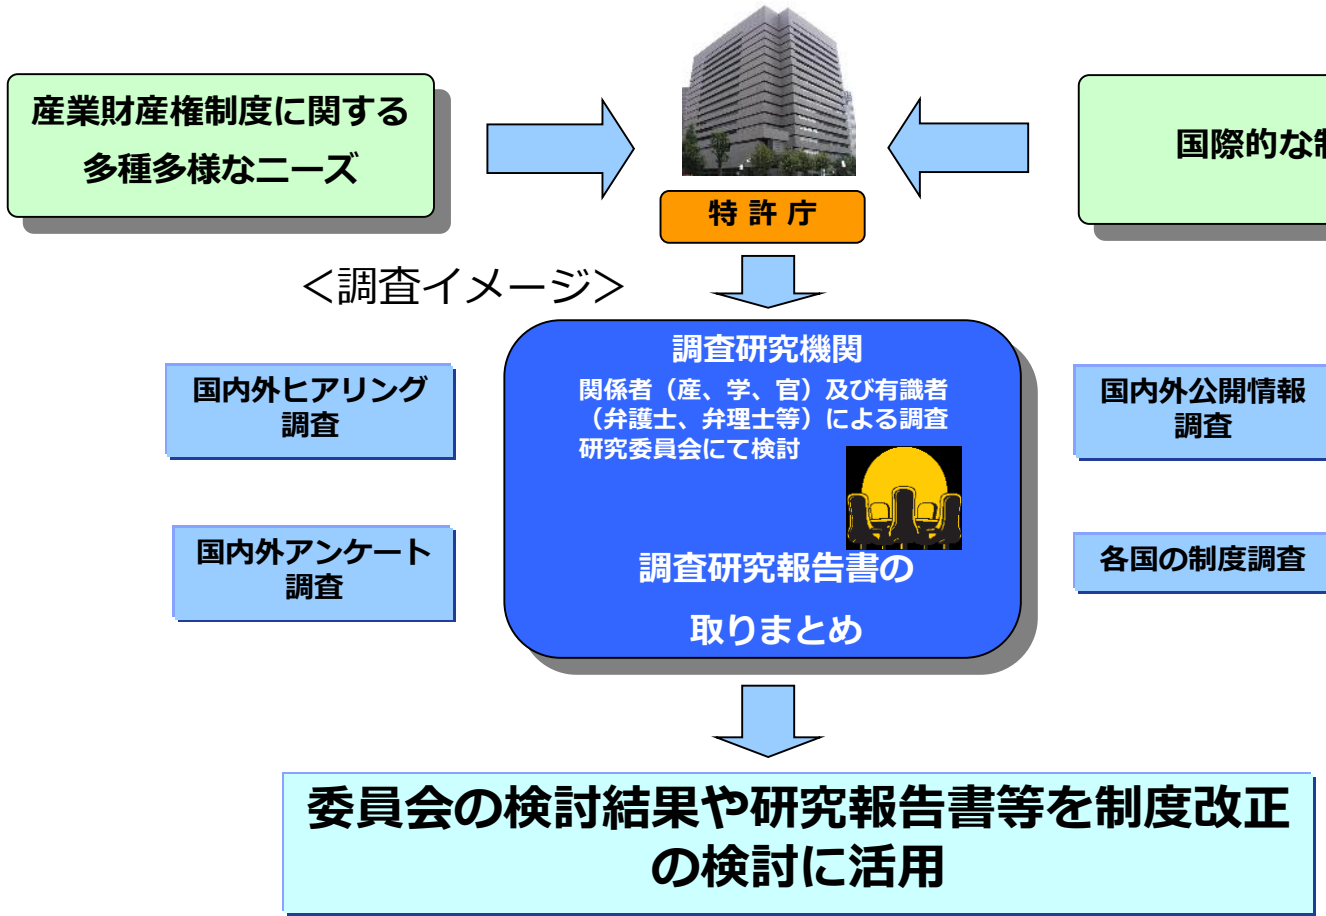 産業財産権制度に関する
多種多様なニーズ
国際的な
特許庁
＜調査イメージ＞
調査研究機関
関係者（産、学、官）及び有識者
（弁護士、弁理士等）による調査
研究委員会にて検討
国内外ヒアリング
調査
国内外公開情報
調査
国内外アンケート
調査
各国の制度調査
調査研究報告書の
取りまとめ
委員会の検討結果や研究報告書等を制度改正
の検討に活用